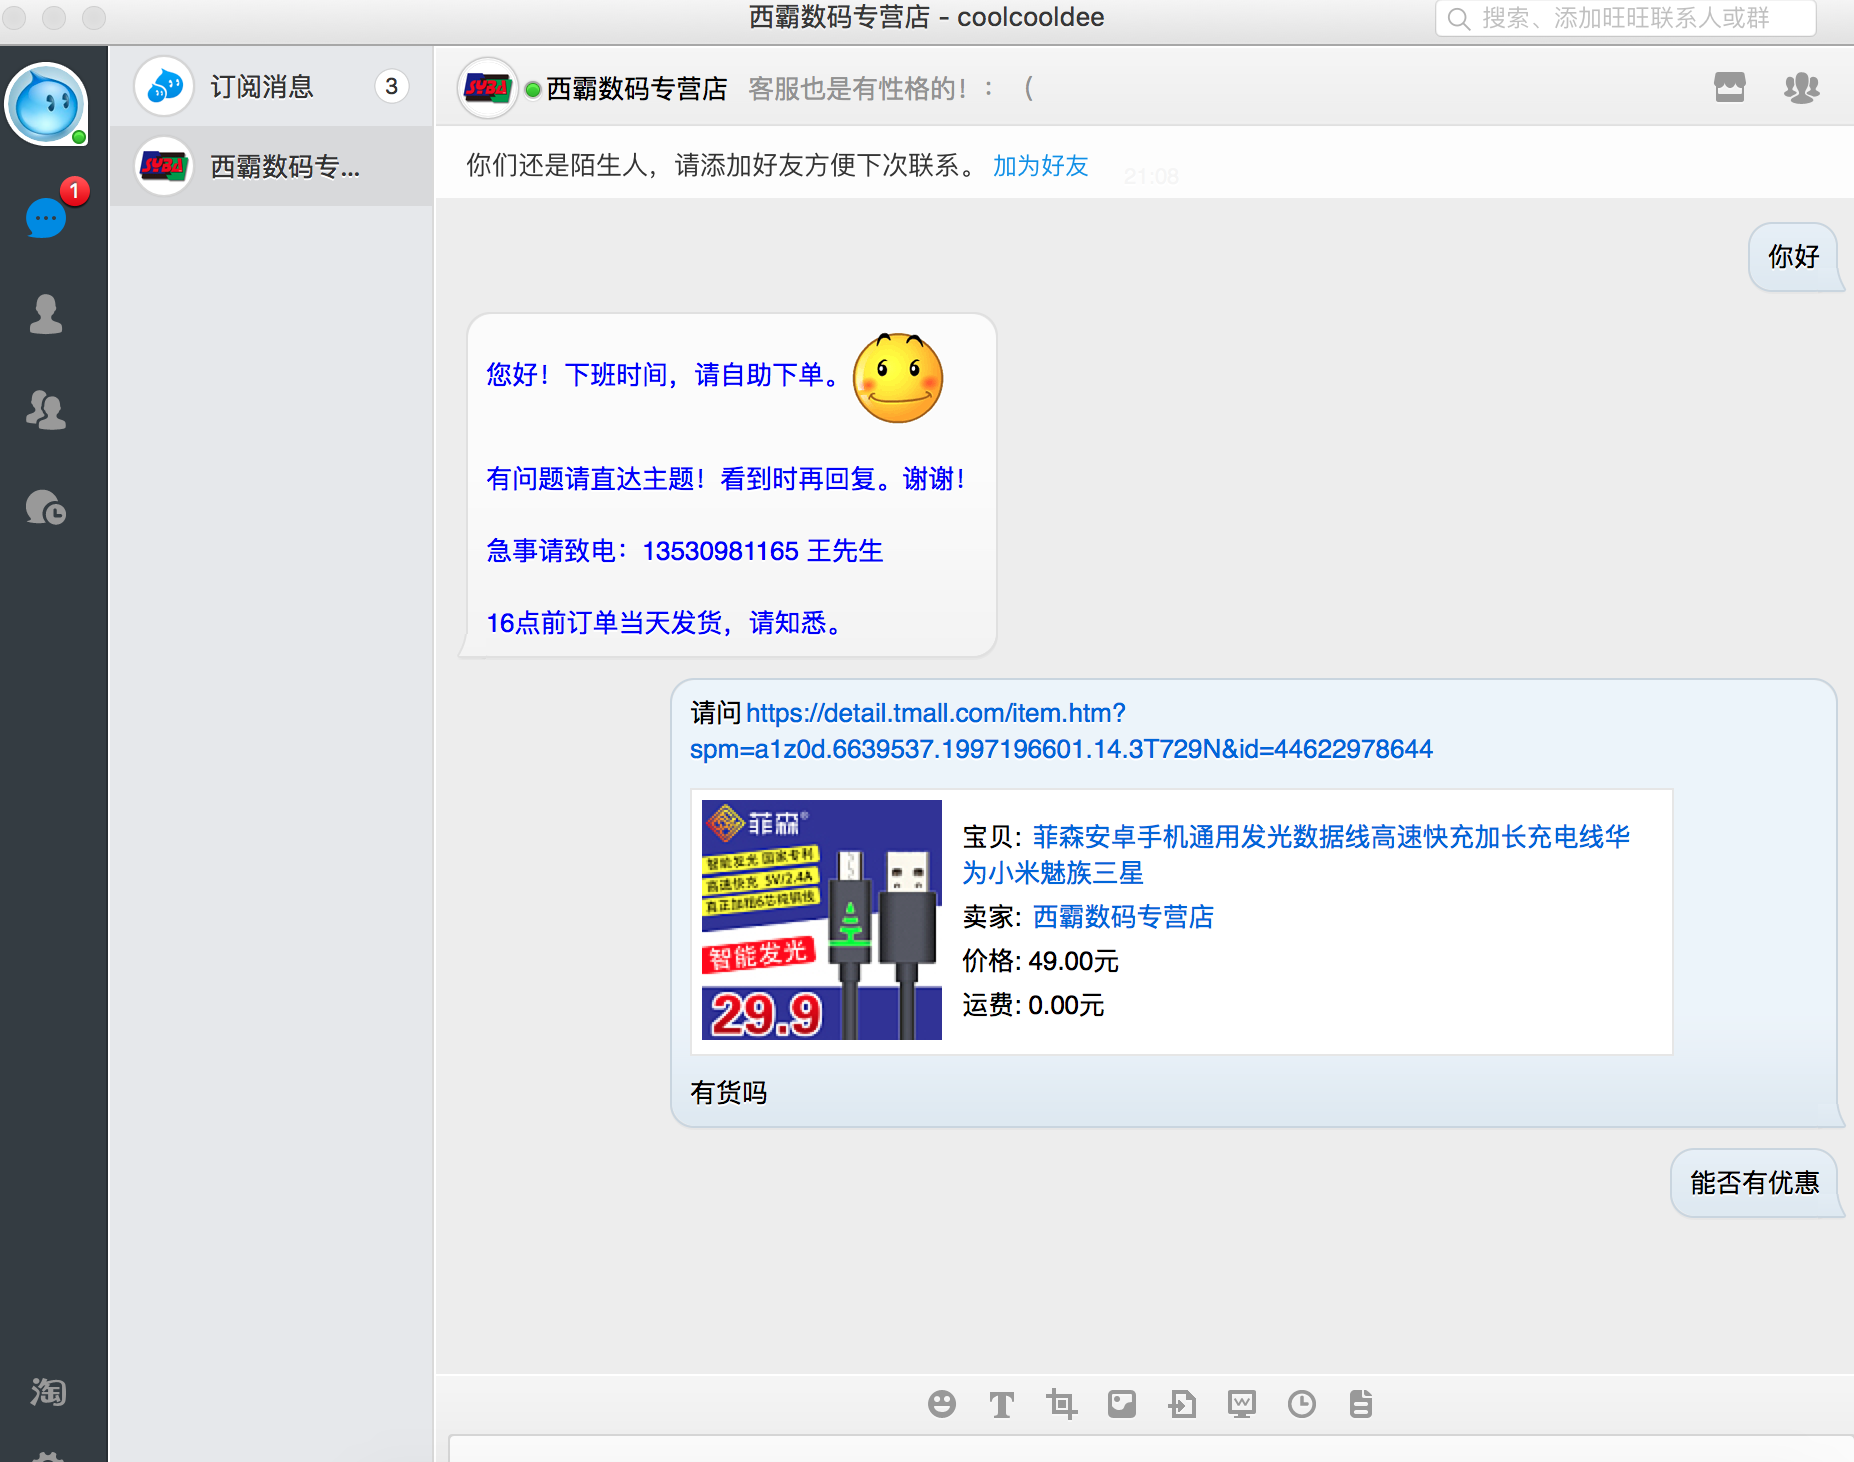 西霸数码专营店 - coolcooldee
搜索、添加旺旺联系人或群
订阅消息
3
西霸数码专...
1
淘
SYBA
西霸数码专营店 客服也是有性格的！：（
你们还是陌生人，请添加好友方便下次联系。 加为好友
21:08
你好
您好！下班时间，请自助下单。
有问题请直达主题！看到时再回复。谢谢！
急事请致电：13530981165 王先生
16点前订单当天发货，请知悉。
请问https://detail.tmall.com/item.htm?
spm=a1z0d.6639537.1997196601.14.3T729N&id=44622978644
菲森®
智能发光 国家专利
高速快充 5V/2.4A
真正加粗6芯纯铜线
智能发光
29.9
宝贝: 菲森安卓手机通用发光数据线高速快充加长充电线华
为小米魅族三星
卖家: 西霸数码专营店
价格: 49.00元
运费: 0.00元
有货吗
能否有优惠